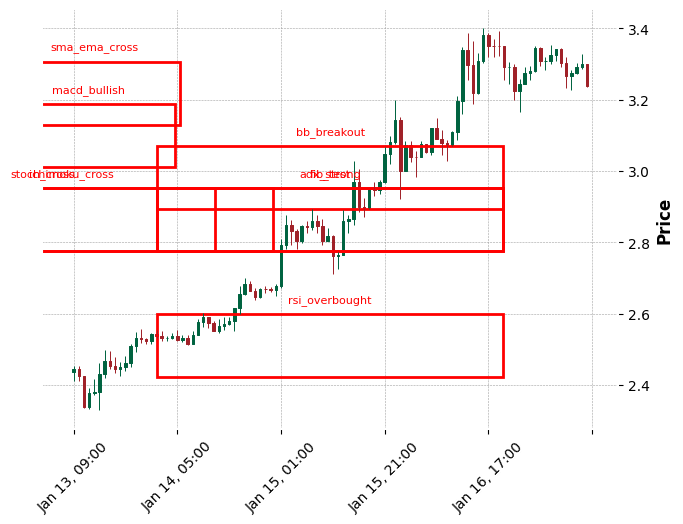 sma_ema_cross
macd_bullish
bb_breakout
rsi_overbought
3.4
3.2
3.0
2.8
2.6
2.4
Price
Jan 13, 09:00
Jan 14, 05:00
Jan 15, 01:00
Jan 15, 21:00
Jan 16, 17:00